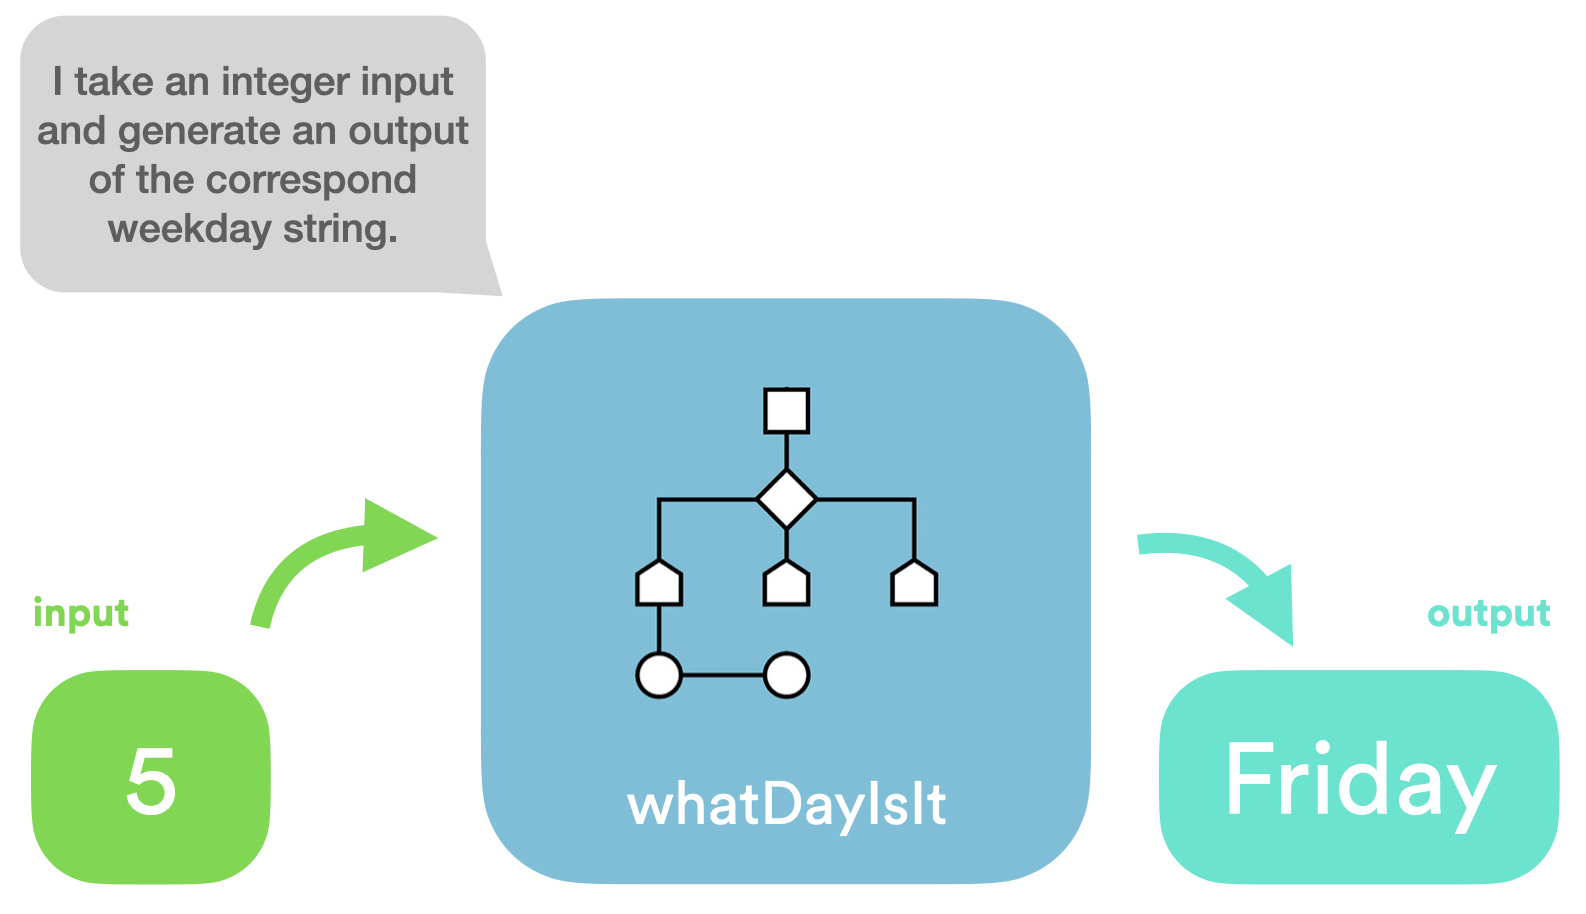 I take an integer input
and generate an output
of the correspond
weekday string.
input
5
whatDayIsIt
output
Friday